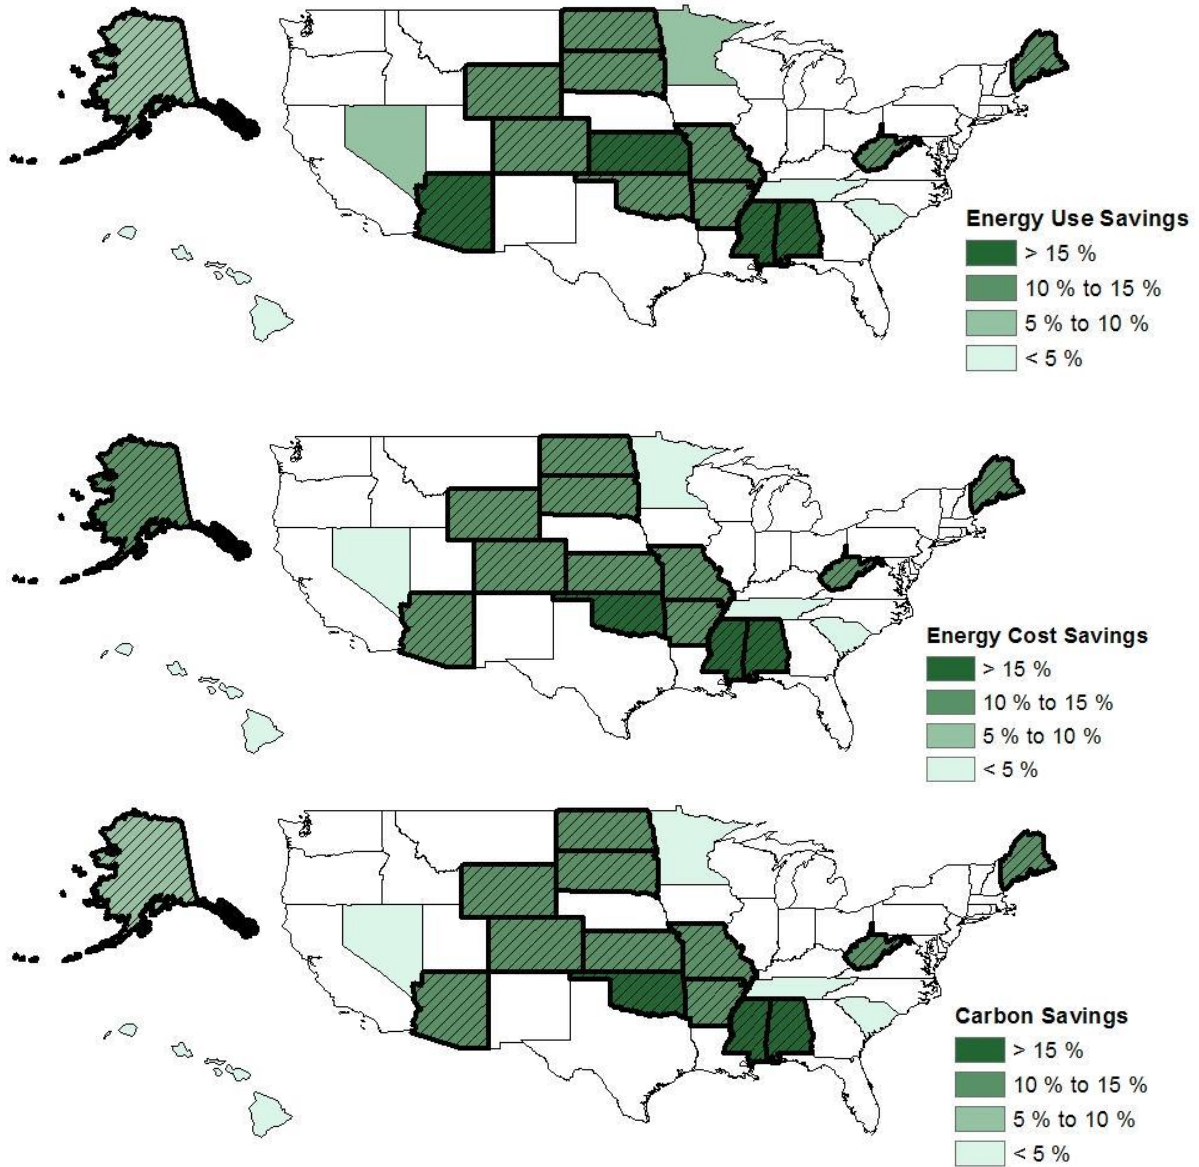 Energy Use Savings
> 15 %
10 % to 15 %
5 % to 10 %
< 5 %
Energy Cost Savings
> 15 %
10 % to 15 %
5 % to 10 %
< 5 %
Carbon Savings
> 15 %
10 % to 15 %
5 % to 10 %
< 5 %